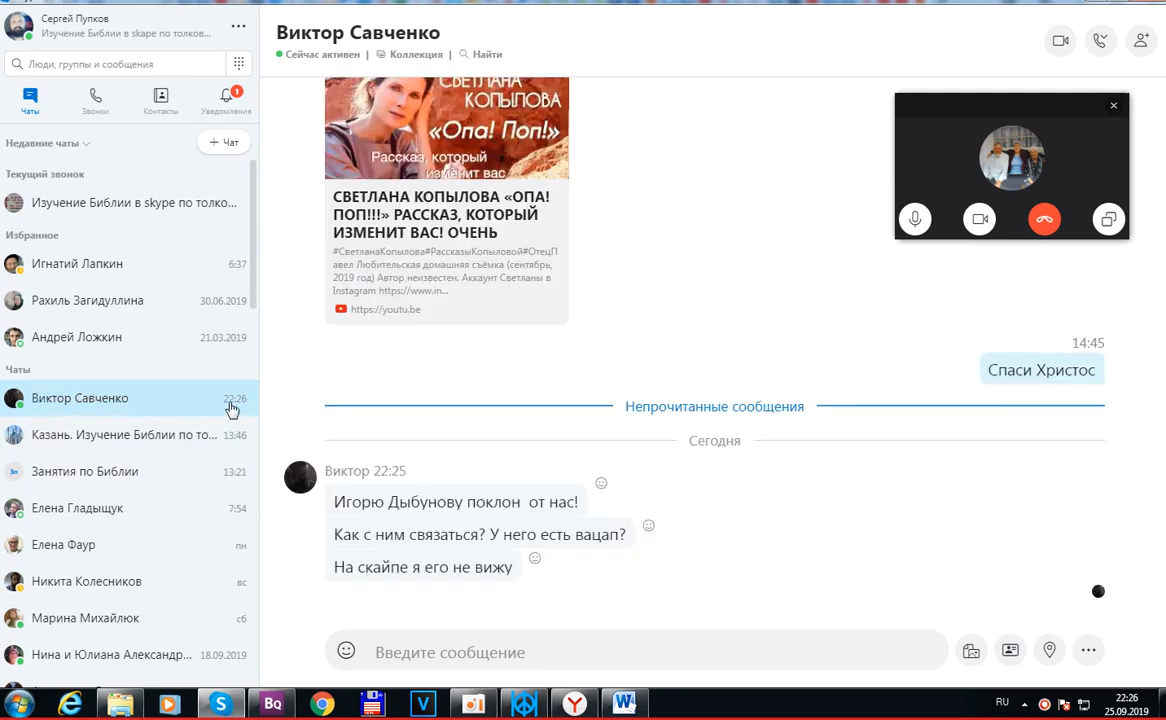 Сергей Пупков
Изучение Библии в skape по толков...
Люди, группы и сообщения
Чаты
Звонки
Контакты
Уведомления
1
Недавние чаты
+ Чат
Текущий звонок
Изучение Библии в skype по толко...
Избранное
Игнатий Лапкин 6:37
Рахиль Загидуллина 30.06.2019
Андрей Ложкин 21.03.2019
Чаты
Виктор Савченко 22:26
Казань. Изучение Библии по то... 13:46
Зп Занятия по Библии 13:21
Елена Гладыщук 7:54
Елена Фаур пн
Никита Колесников вс
Марина Михайлюк сб
Нина и Юлиана Александр... 18.09.2019
Виктор Савченко
Сейчас активен | Коллекция | Найти
СВЕТЛАНА
КОПЫЛОВА
«Опа! Поп!»
Рассказ, который
изменит вас
СВЕТЛАНА КОПЫЛОВА «ОПА!
ПОП!!!» РАССКАЗ, КОТОРЫЙ
ИЗМЕНИТ ВАС! ОЧЕНЬ
#СветланаКопылова#РассказыКопыловой#ОтецП
авел Любительская домашняя съёмка (сентябрь,
2019 год) Автор неизвестен. Аккаунт Светланы в
Instagram https://www.in...
https://youtu.be
14:45
Спаси Христос
Непрочитанные сообщения
Сегодня
Виктор 22:25
Игорю Дыбунову поклон от нас!
Как с ним связаться? У него есть вацап?
На скайпе я его не вижу
Введите сообщение
Bq
RU
22:26
25.09.2019